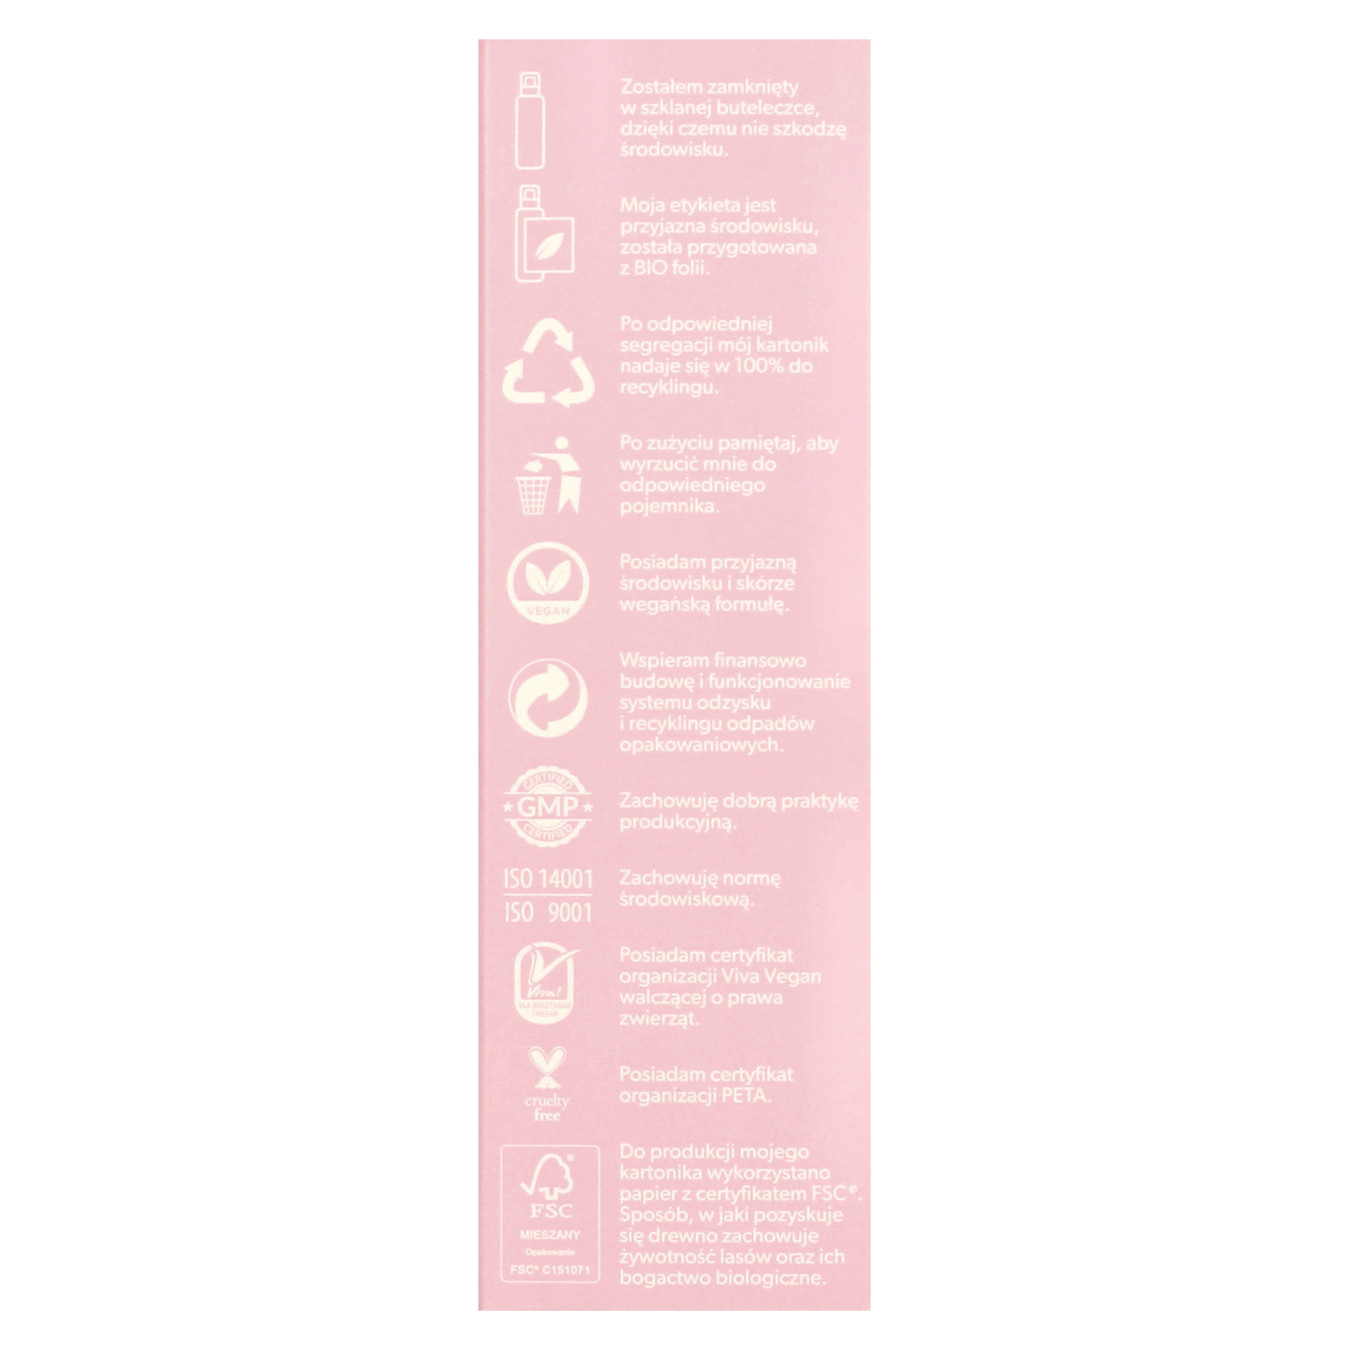 Zostałem zamknięty
w szklanej buteleczce,
dzięki czemu nie szkodzę
środowisku.
Moja etykieta jest
przyjazna środowisku,
została przygotowana
z BIO folii.
Po odpowiedniej
segregacji mój kartonik
nadaje się w 100% do
recyklingu.
Po zużyciu pamiętaj, aby
wyrzucić mnie do
odpowiedniego
pojemnika.
VEGAN
Posiadam przyjazną
środowisku i skórze
wegańską formułę.
Wspieram finansowo
budowę i funkcjonowanie
systemu odzysku
i recyklingu odpadów
opakowaniowych.
CERTIFIED
GMP
CERTIFIED
Zachowuję dobrą praktykę
produkcyjną.
ISO 14001
ISO 9001
Zachowuję normę
środowiskową.
Viva!
DLA WEGETARIAN
I WEGAN
Posiadam certyfikat
organizacji Viva Vegan
walczącej o prawa
zwierząt.
cruelty
free
Posiadam certyfikat
organizacji PETA.
FSC
MIESZANY
Opakowanie
FSC® C151071
Do produkcji mojego
kartonika wykorzystano
papier z certyfikatem FSC®.
Sposób, w jaki pozyskuje
się drewno zachowuje
żywotność lasów oraz ich
bogactwo biologiczne.